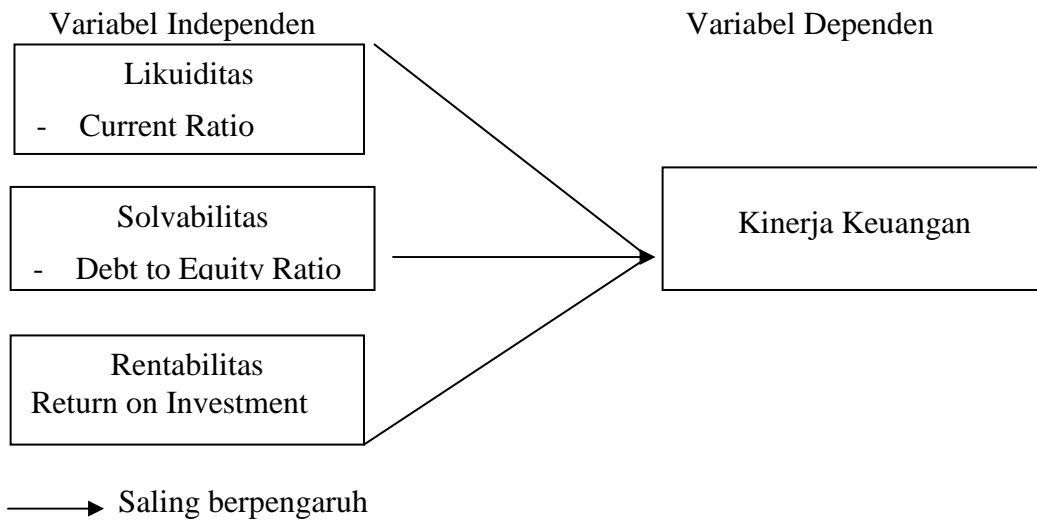 Variabel Independen
Variabel Dependen
Likuiditas
- Current Ratio
Solvabilitas
- Debt to Equity Ratio
Rentabilitas
Return on Investment
Kinerja Keuangan
Saling berpengaruh